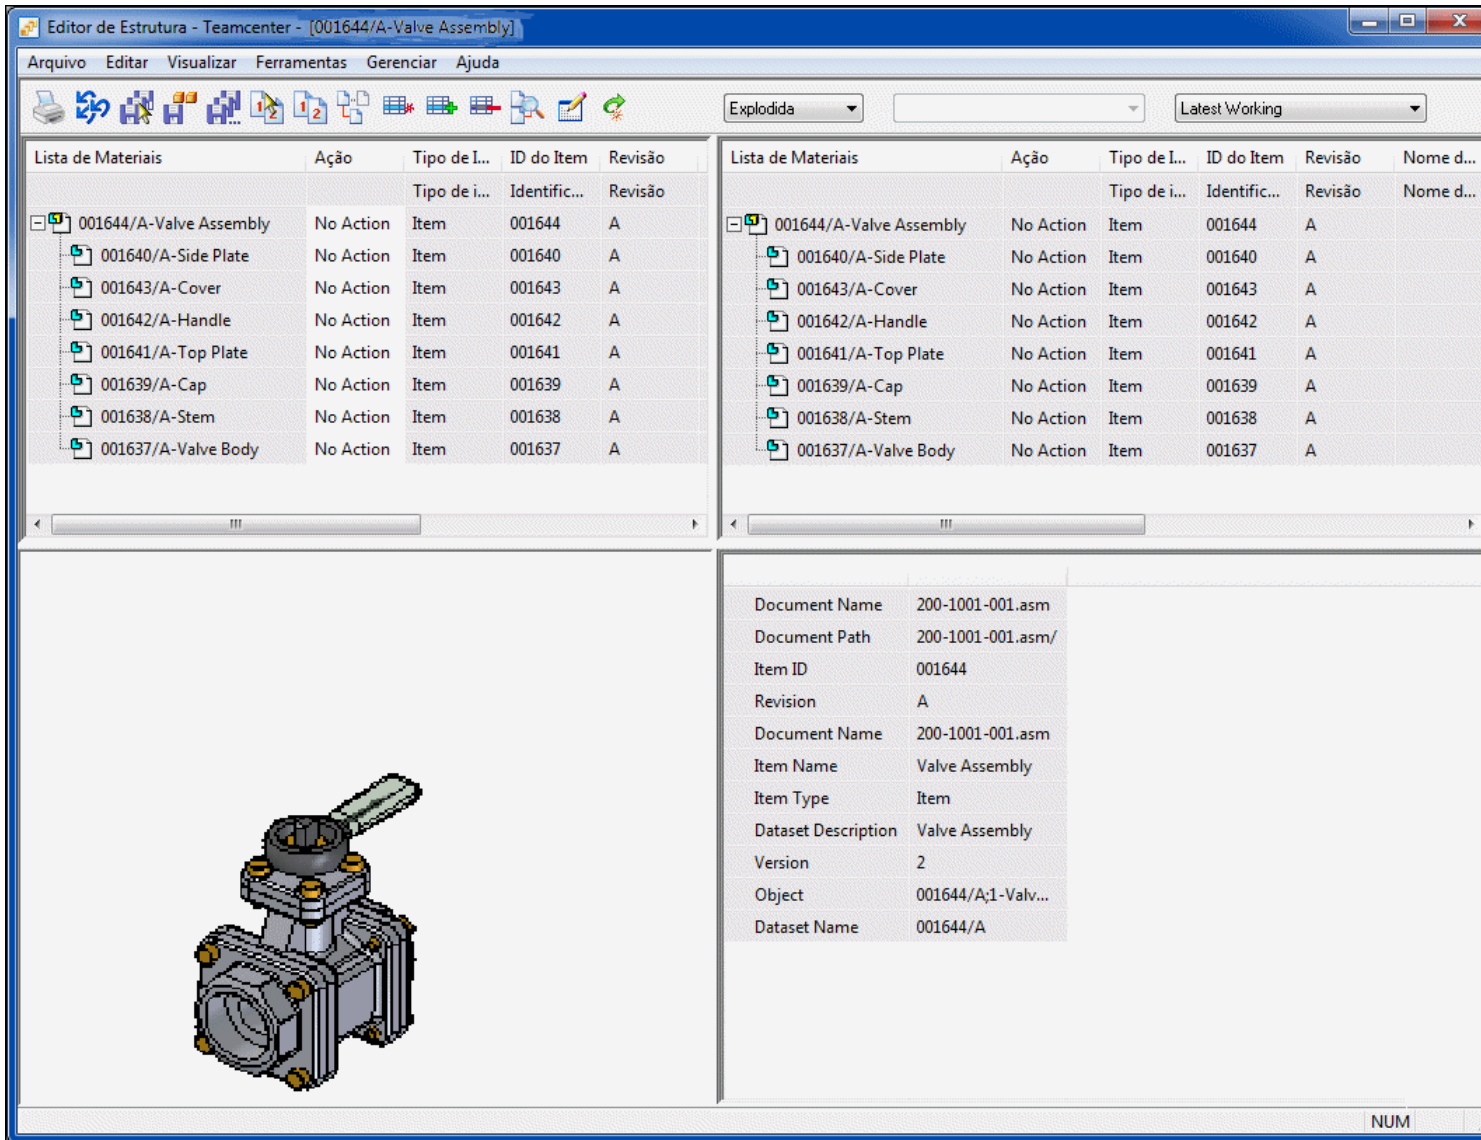 Editor de Estrutura - Teamcenter - [001644/A-Valve Assembly]
Arquivo Editar Visualizar Ferramentas Gerenciar Ajuda
Explodida Latest Working
Lista de Materiais Ação Tipo de I... ID do Item Revisão
Tipo de i... Identific... Revisão
001644/A-Valve Assembly No Action Item 001644 A
001640/A-Side Plate No Action Item 001640 A
001643/A-Cover No Action Item 001643 A
001642/A-Handle No Action Item 001642 A
001641/A-Top Plate No Action Item 001641 A
001639/A-Cap No Action Item 001639 A
001638/A-Stem No Action Item 001638 A
001637/A-Valve Body No Action Item 001637 A
Lista de Materiais Ação Tipo de I... ID do Item Revisão Nome d...
Tipo de i... Identific... Revisão Nome d...
001644/A-Valve Assembly No Action Item 001644 A
001640/A-Side Plate No Action Item 001640 A
001643/A-Cover No Action Item 001643 A
001642/A-Handle No Action Item 001642 A
001641/A-Top Plate No Action Item 001641 A
001639/A-Cap No Action Item 001639 A
001638/A-Stem No Action Item 001638 A
001637/A-Valve Body No Action Item 001637 A
Document Name 200-1001-001.asm
Document Path 200-1001-001.asm/
Item ID 001644
Revision A
Document Name 200-1001-001.asm
Item Name Valve Assembly
Item Type Item
Dataset Description Valve Assembly
Version 2
Object 001644/A;1-Valv...
Dataset Name 001644/A
NUM